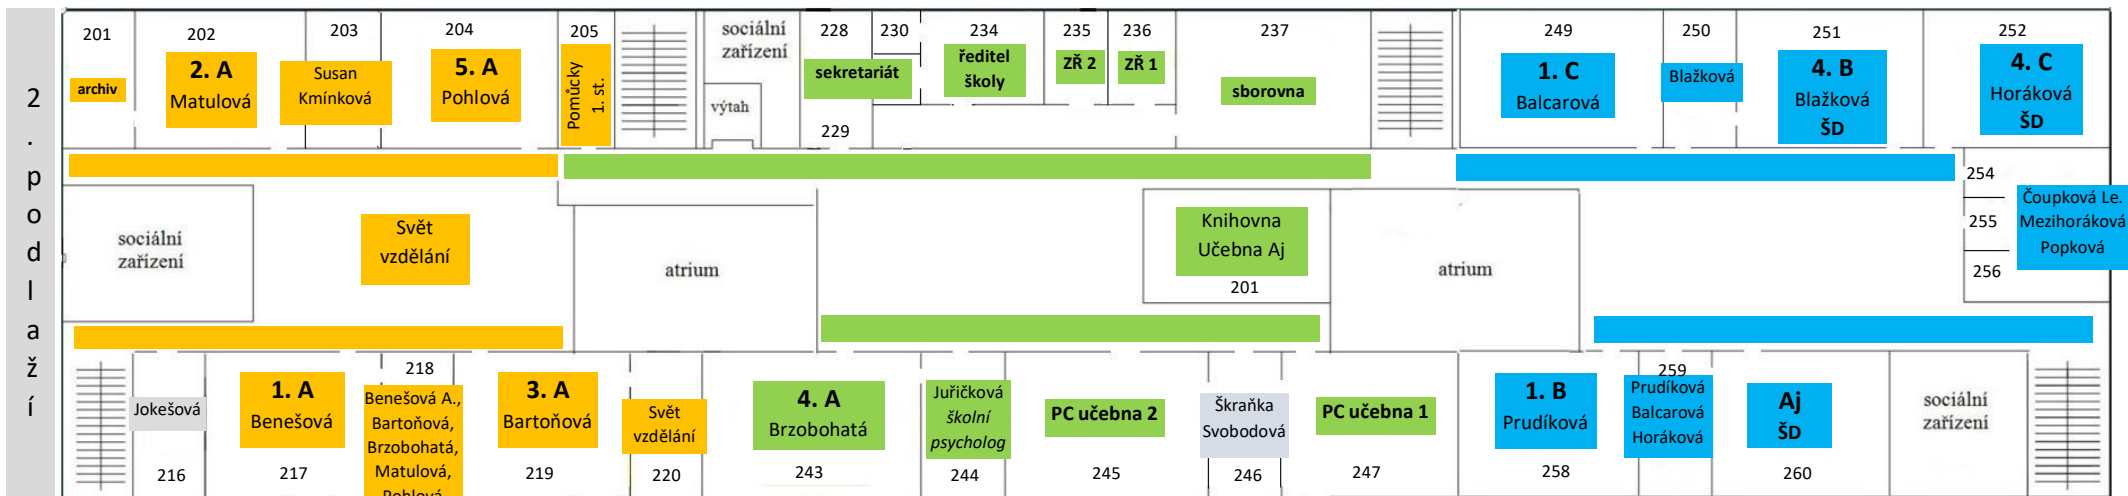 2. podlaží
201
archiv
202
2. A
Matulová
203
Susan
Kmínková
204
5. A
Pohlová
205
Pomůcky
1. st.
sociální
zařízení
výtah
228
sekretariát
229
230
234
ředitel
školy
235
ZŘ 2
236
ZŘ 1
237
sborovna
249
1. C
Balcarová
250
Blažková
251
4. B
Blažková
ŠD
252
4. C
Horáková
ŠD
sociální
zařízení
Svět
vzdělání
atrium
Knihovna
Učebna Aj
201
atrium
254
255
256
Čoupková Le.
Mezihoráková
Popková
Jokešová
216
1. A
Benešová
217
218
Benešová A.,
Bartoňová,
Brzobohatá,
Matulová,
Pohlová
3. A
Bartoňová
219
Svět
vzdělání
220
4. A
Brzobohatá
243
Juřičková
školní
psycholog
244
PC učebna 2
245
Škraňka
Svobodová
246
PC učebna 1
247
1. B
Prudíková
258
259
Prudíková
Balcarová
Horáková
Aj
ŠD
260
sociální
zařízení